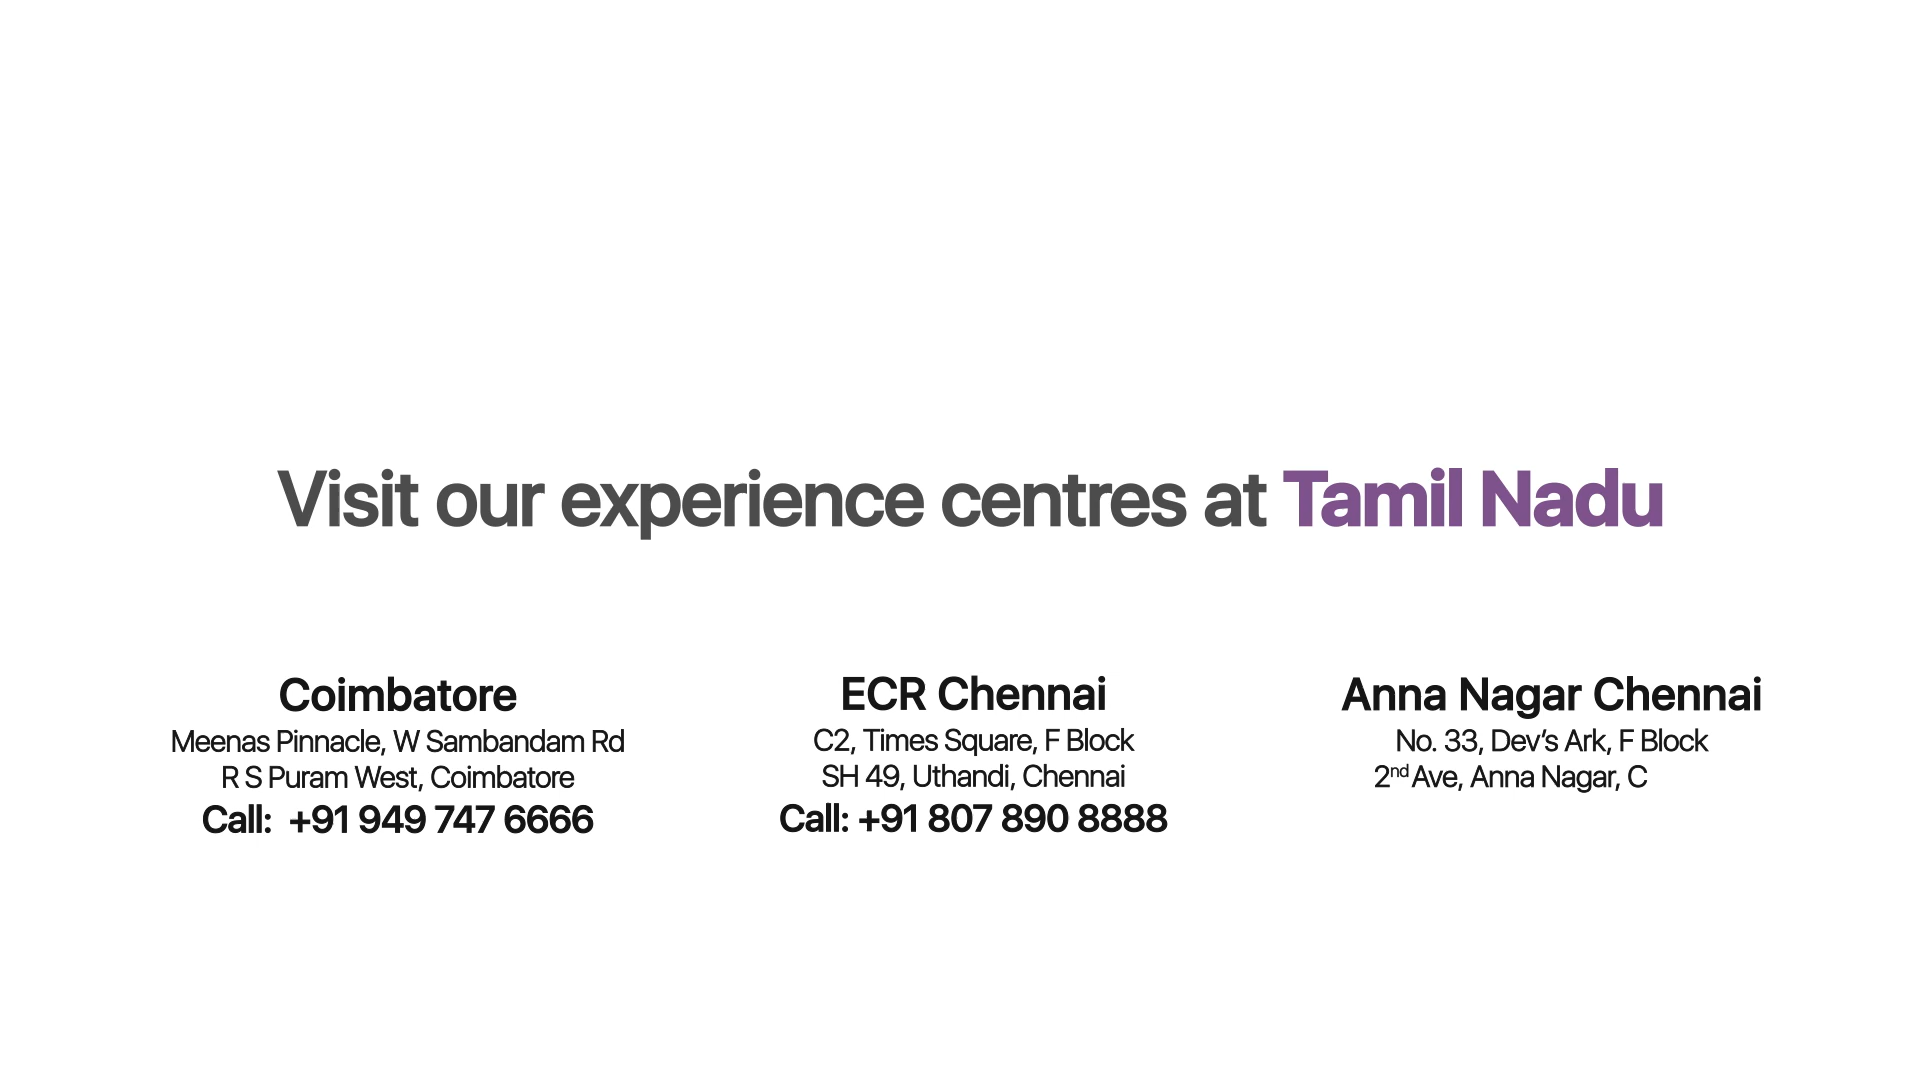 Visit our experience centres at Tamil Nadu
Coimbatore
Meenas Pinnacle, W Sambandam Rd
R S Puram West, Coimbatore
Call: +91 949 747 6666
ECR Chennai
C2, Times Square, F Block
SH 49, Uthandi, Chennai
Call: +91 807 890 8888
Anna Nagar Chennai
No. 33, Dev’s Ark, F Block
2nd Ave, Anna Nagar, C